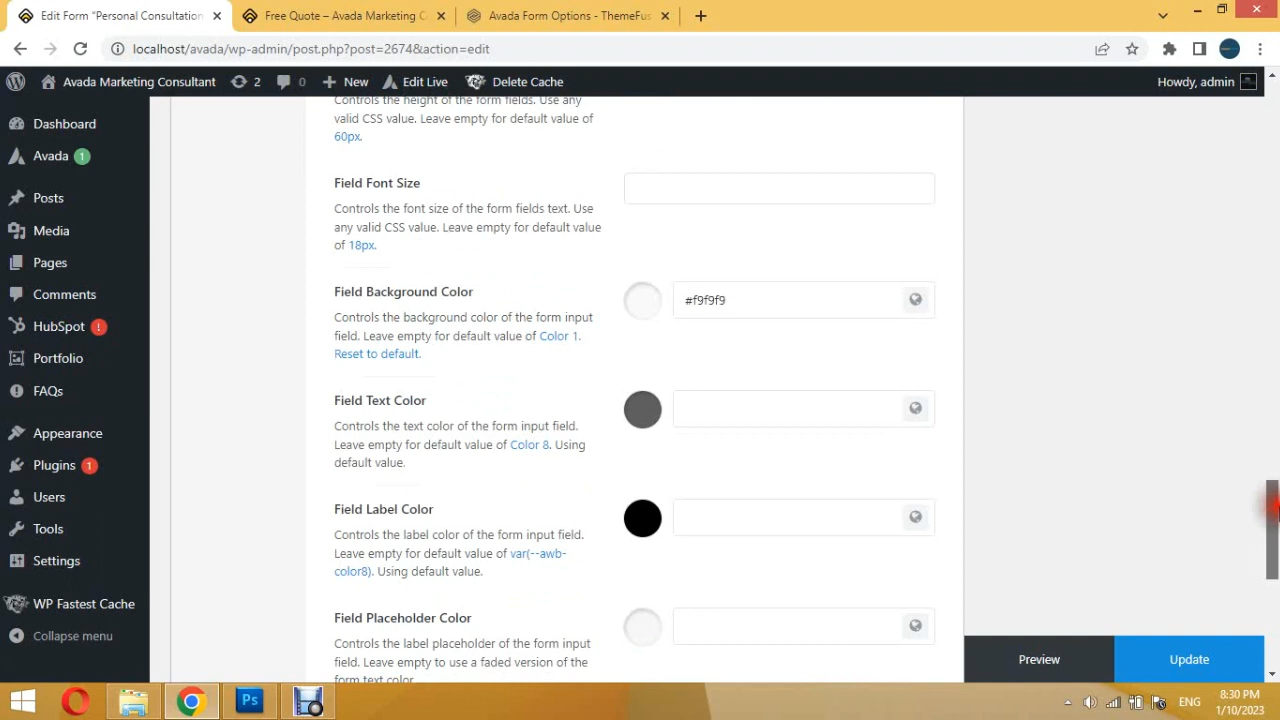 Edit Form "Personal Consultation
Free Quote – Avada Marketing C
Avada Form Options - ThemeFus
localhost/avada/wp-admin/post.php?post=2674&action=edit
Avada Marketing Consultant
2
0
New
Edit Live
Delete Cache
Howdy, admin
Dashboard
Avada 1
Posts
Media
Pages
Comments
HubSpot !
Portfolio
FAQs
Appearance
Plugins 1
Users
Tools
Settings
WP Fastest Cache
Collapse menu
Controls the height of the form fields. Use any
valid CSS value. Leave empty for default value of
60px.
Field Font Size
Controls the font size of the form fields text. Use
any valid CSS value. Leave empty for default value
of 18px.
Field Background Color
Controls the background color of the form input
field. Leave empty for default value of Color 1.
Reset to default.
#f9f9f9
Field Text Color
Controls the text color of the form input field.
Leave empty for default value of Color 8. Using
default value.
Field Label Color
Controls the label color of the form input field.
Leave empty for default value of var(--awb-
color8). Using default value.
Field Placeholder Color
Controls the label placeholder of the form input
field. Leave empty to use a faded version of the
form text color.
Preview
Update
Ps
ENG
8:30 PM
1/10/2023